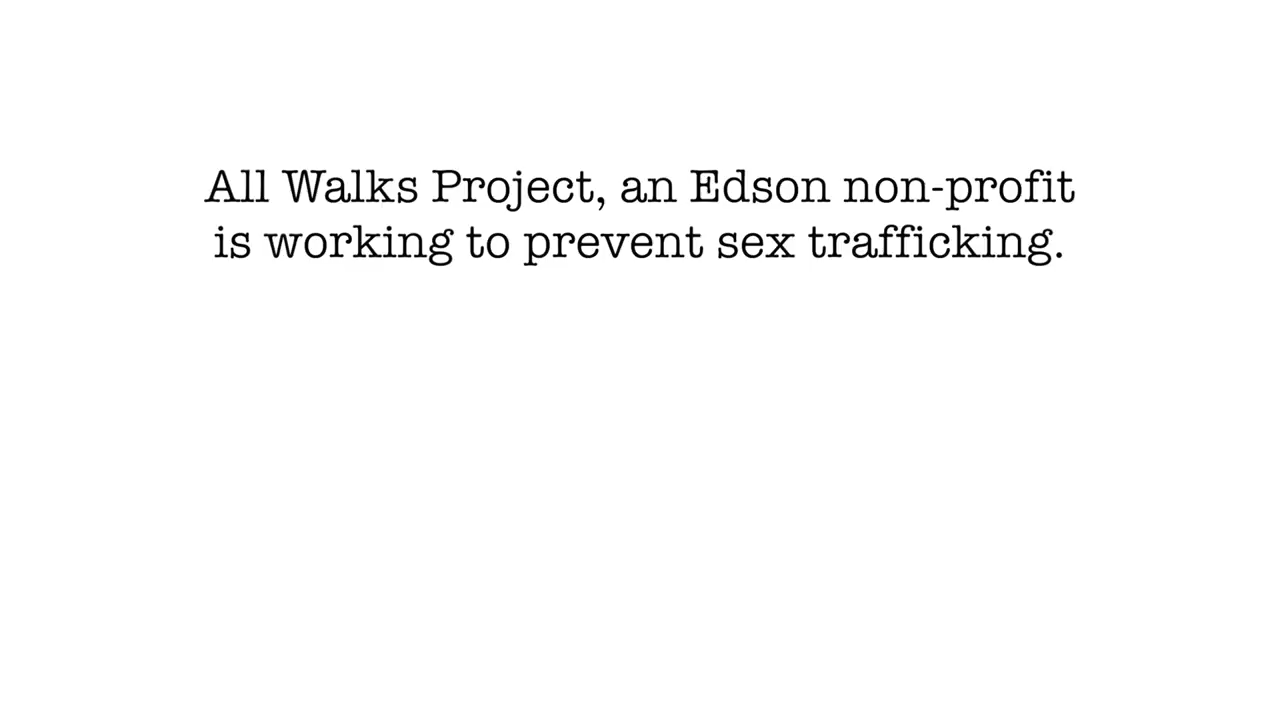 All Walks Project, an Edson non-profit
is working to prevent sex trafficking.